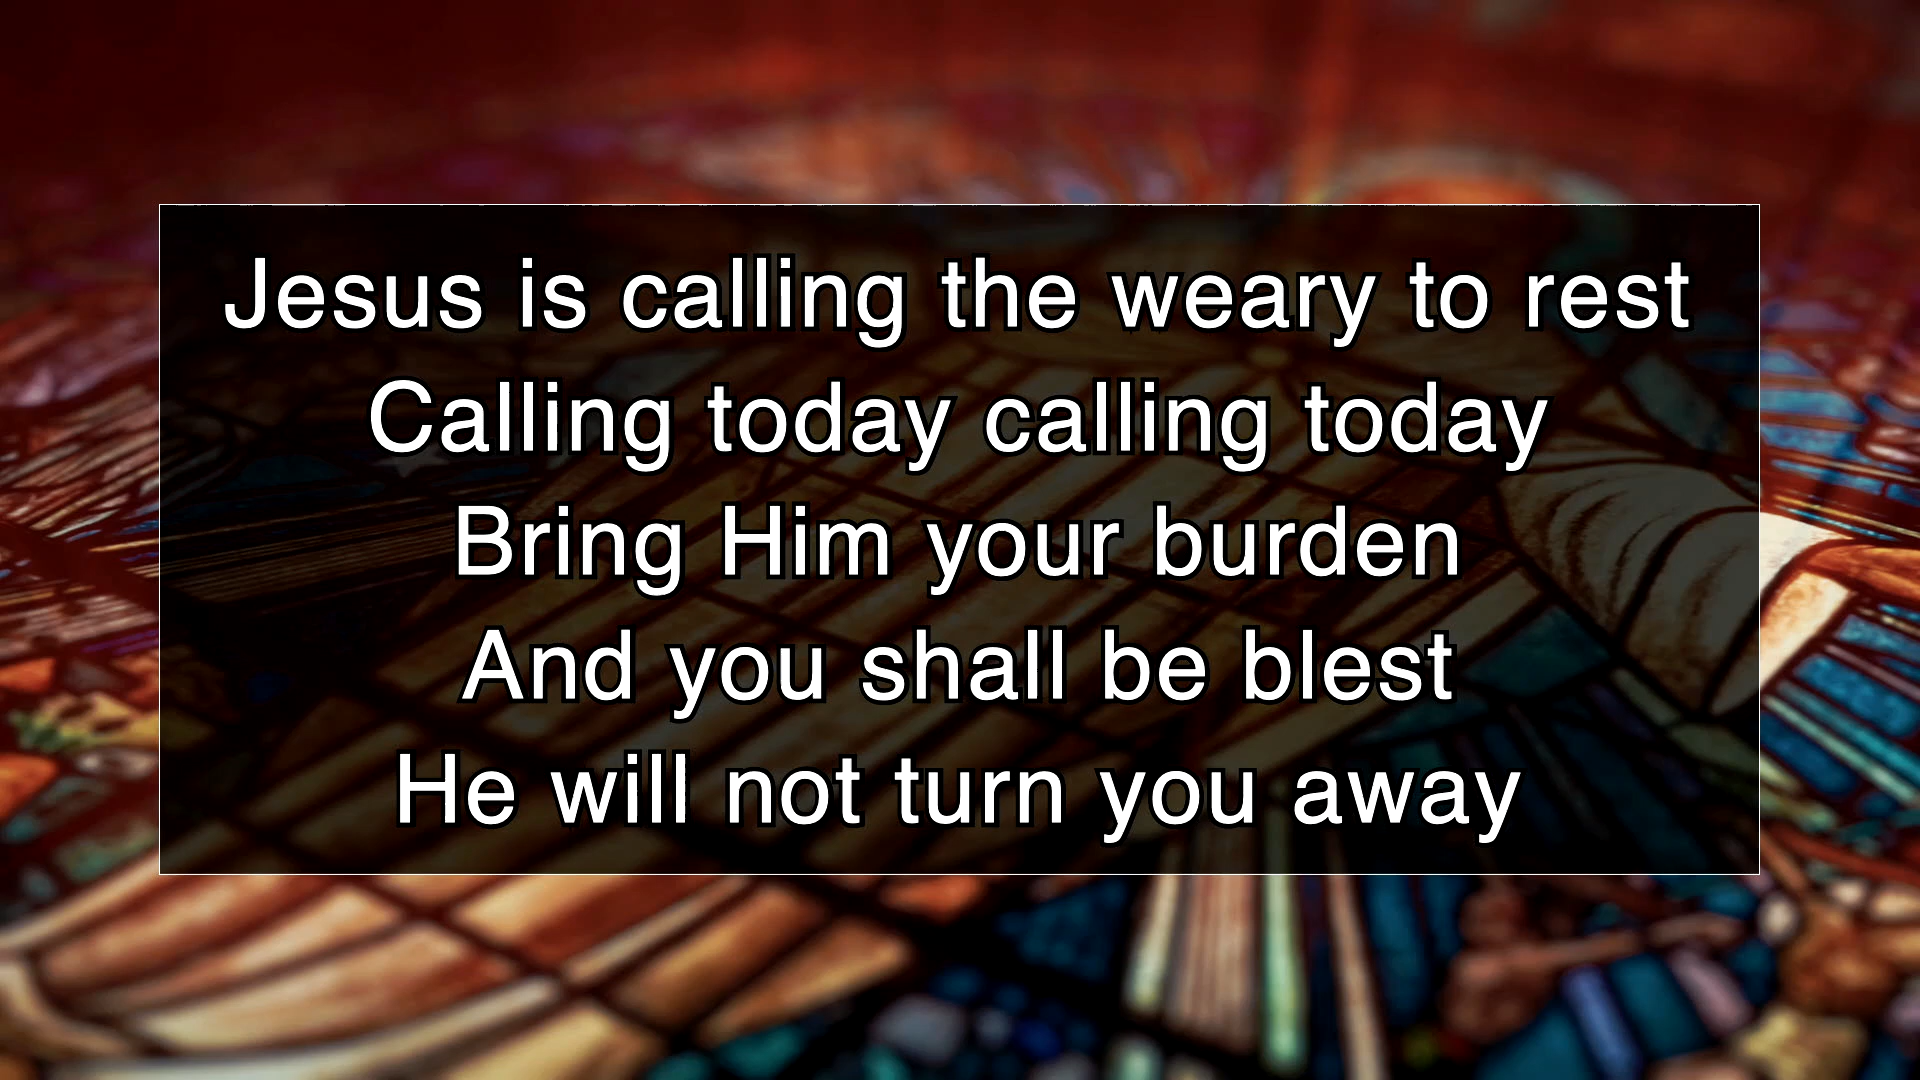 Jesus is calling the weary to rest
Calling today calling today
Bring Him your burden
And you shall be blest
He will not turn you away